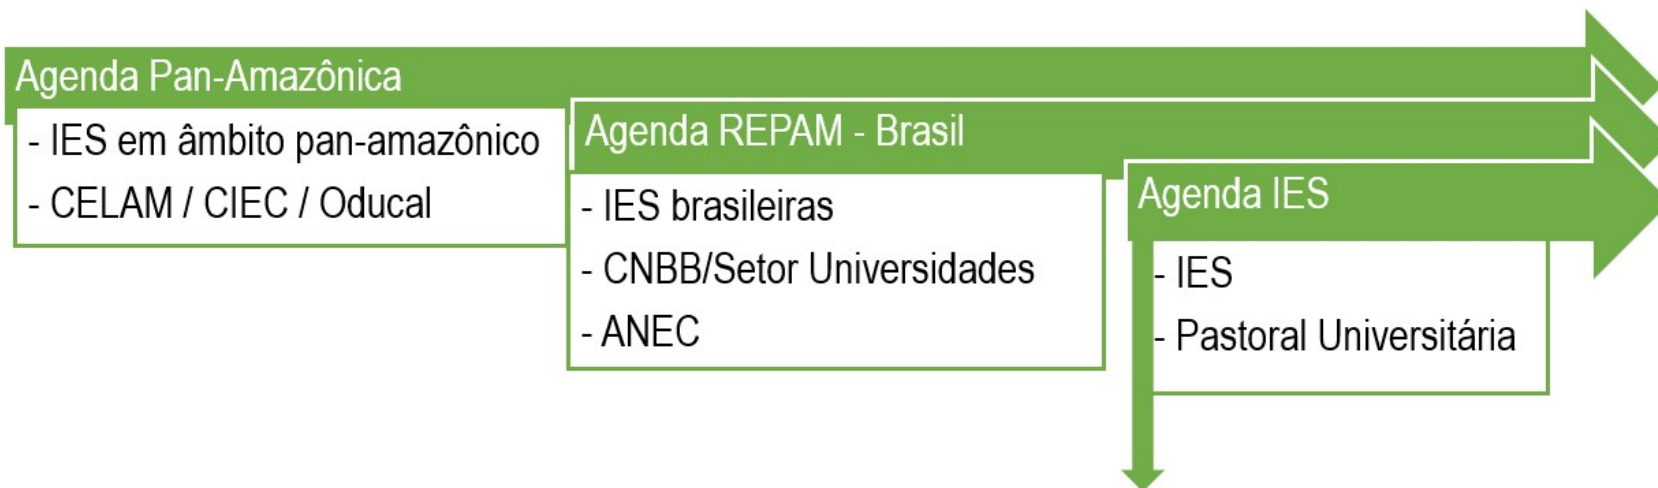 Agenda Pan-Amazônica
- IES em âmbito pan-amazônico
- CELAM / CIEC / Oducal
Agenda REPAM - Brasil
- IES brasileiras
- CNBB/Setor Universidades
- ANEC
Agenda IES
- IES
- Pastoral Universitária